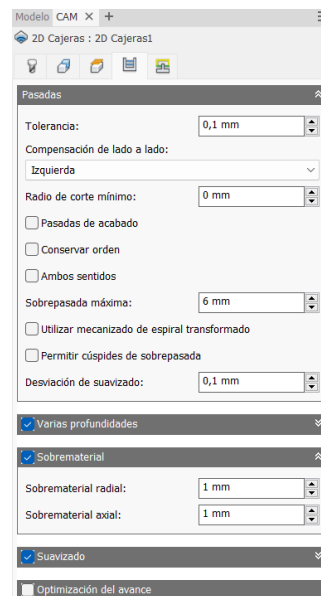 Modelo CAM × +
2D Cajeras : 2D Cajeras1
Pasadas
Tolerancia: 0,1 mm
Compensación de lado a lado:
Izquierda
Radio de corte mínimo: 0 mm
Pasadas de acabado
Conservar orden
Ambos sentidos
Sobrepasada máxima: 6 mm
Utilizar mecanizado de espiral transformado
Permitir cúspides de sobrepasada
Desviación de suavizado: 0,1 mm
Varias profundidades
Sobrematerial
Sobrematerial radial: 1 mm
Sobrematerial axial: 1 mm
Suavizado
Optimización del avance